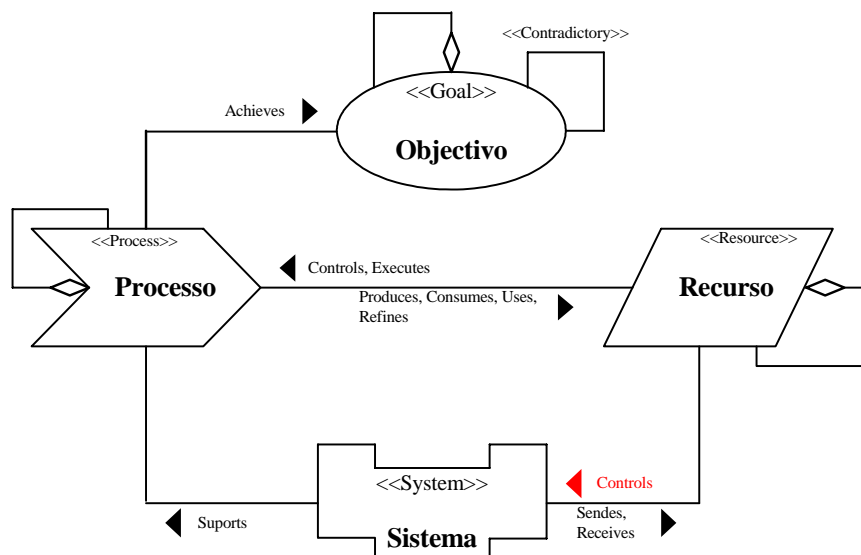 <<Contradictory>>
<<Goal>>
Achieves
Objectivo
<<Process>>
<<Resource>>
Controls, Executes
Processo
Recurso
Produces, Consumes, Uses,
Refines
<<System>>
Controls
Suports
Sendes,
Receives
Sistema